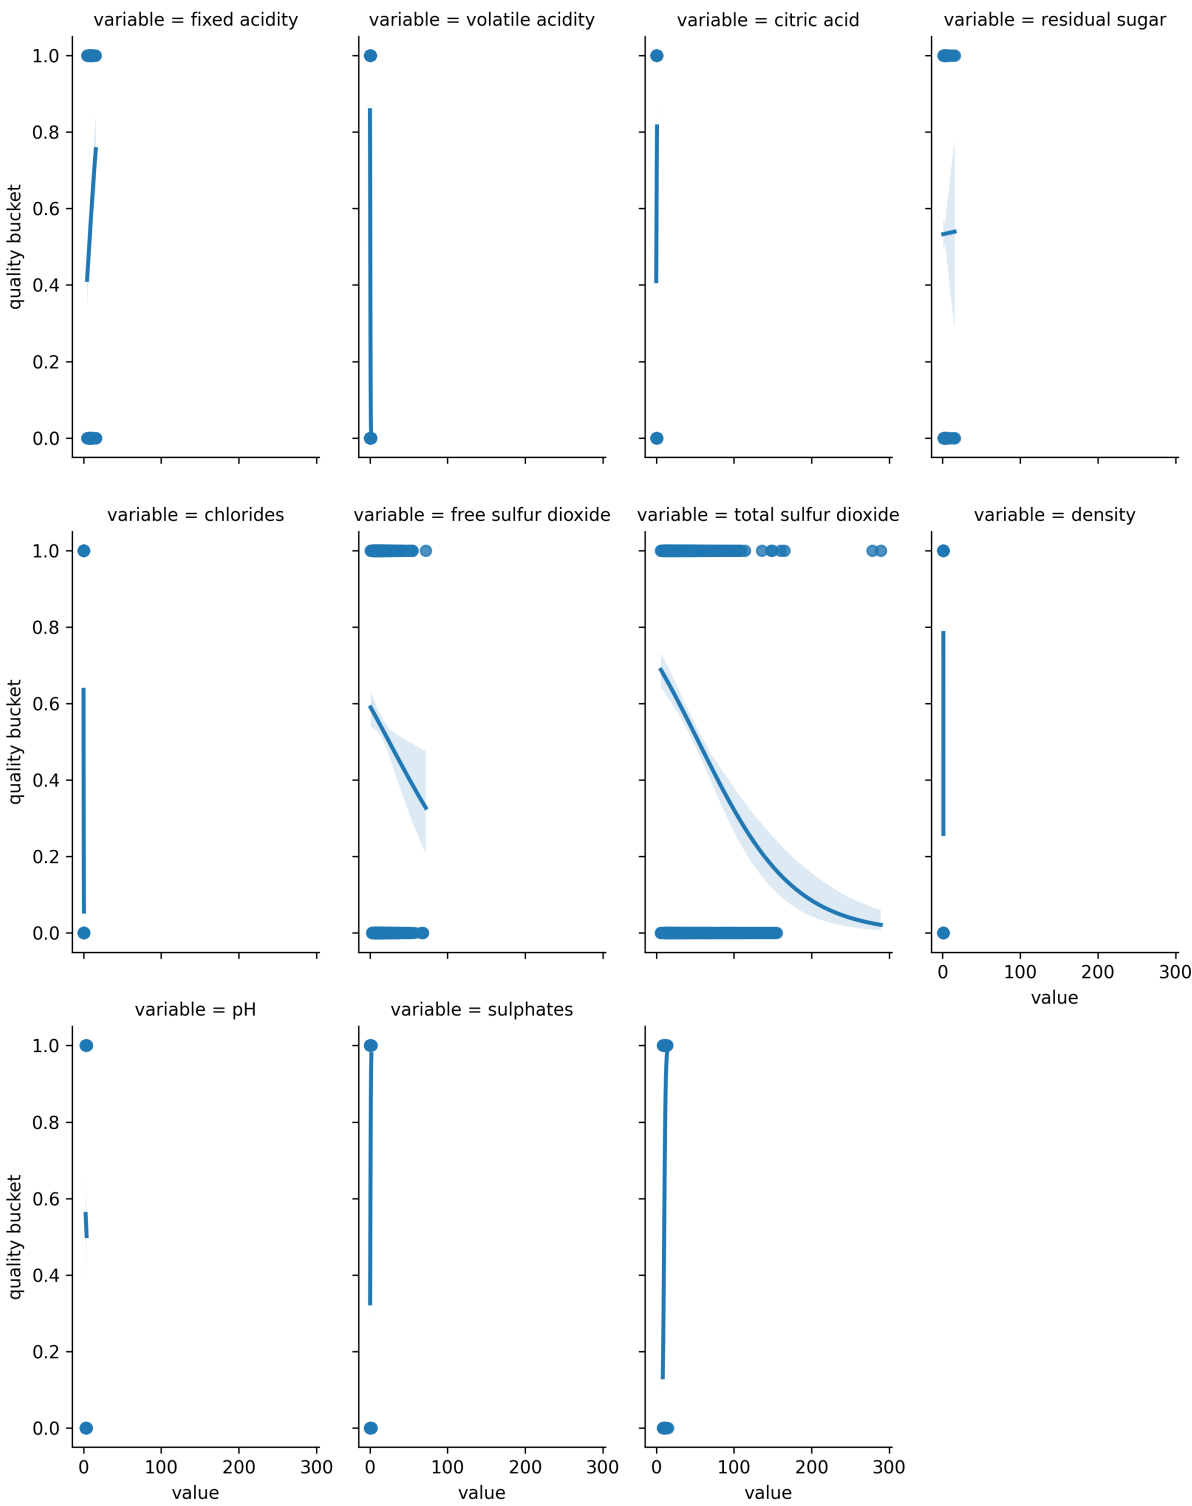 variable = fixed acidity
variable = volatile acidity
variable = citric acid
variable = residual sugar
1.0
0.8
0.6
0.4
0.2
0.0
quality bucket
variable = chlorides
variable = free sulfur dioxide
variable = total sulfur dioxide
variable = density
1.0
0.8
0.6
0.4
0.2
0.0
quality bucket
0 100 200 300
value
variable = pH
variable = sulphates
1.0
0.8
0.6
0.4
0.2
0.0
quality bucket
0 100 200 300
value
0 100 200 300
value
0 100 200 300
value